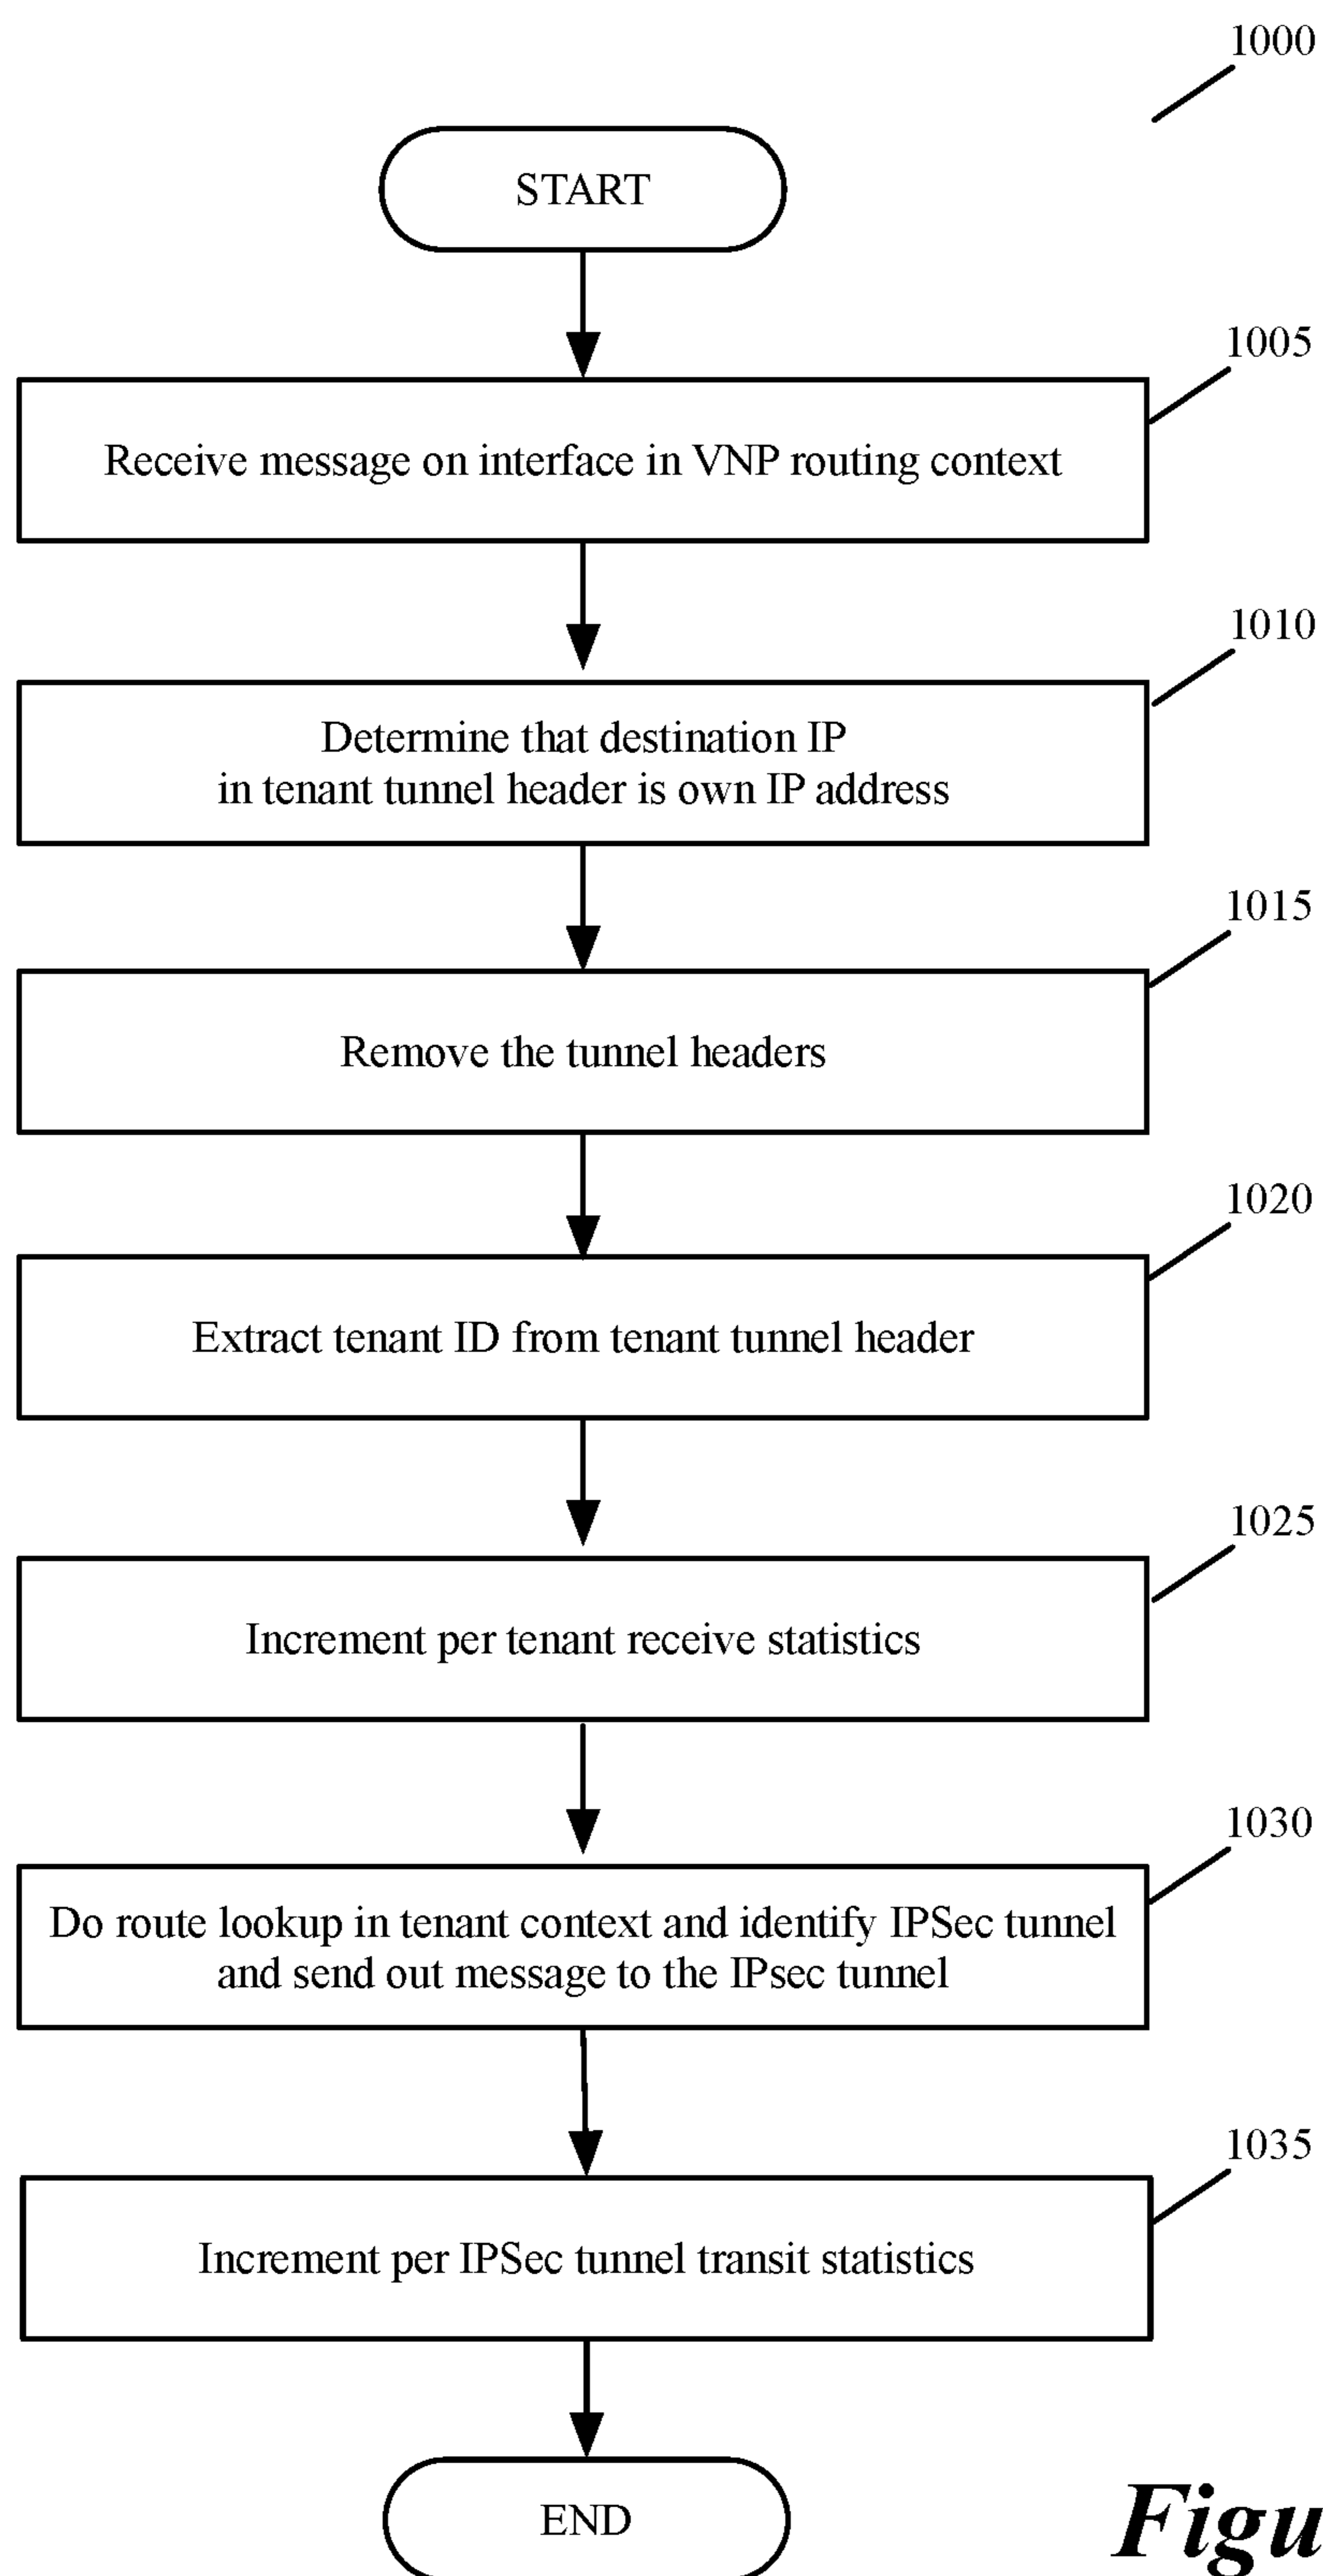 1000
START
1005
Receive message on interface in VNP routing context
1010
Determine that destination IP
in tenant tunnel header is own IP address
1015
Remove the tunnel headers
1020
Extract tenant ID from tenant tunnel header
1025
Increment per tenant receive statistics
1030
Do route lookup in tenant context and identify IPSec tunnel
and send out message to the IPsec tunnel
1035
Increment per IPSec tunnel transit statistics
END
Figu